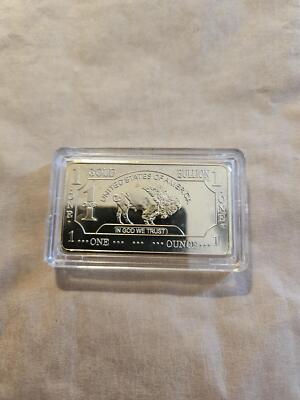 1 GOLD BULLION 1
UNITED STATES OF AMERICA
ONE
1
ONE
IN GOD WE TRUST
1 ... ONE ... ... ... OUNCE ... 1